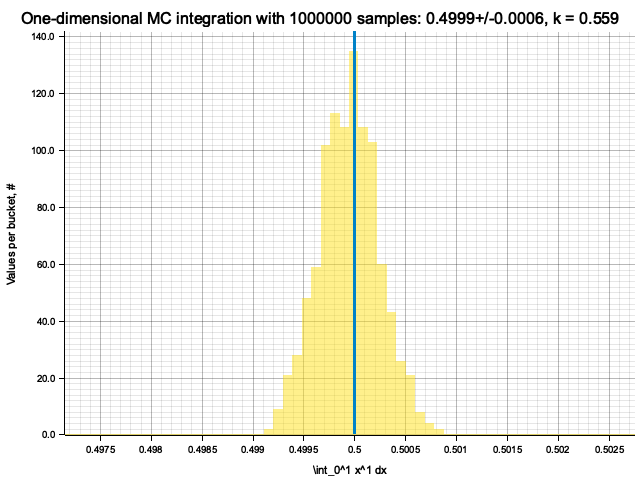 One-dimensional MC integration with 1000000 samples: 0.4999+/-0.0006, k = 0.559
140.0
120.0
100.0
80.0
60.0
40.0
20.0
0.0
Values per bucket, #
0.4975 0.498 0.4985 0.499 0.4995 0.5 0.5005 0.501 0.5015 0.502 0.5025
\int_0^1 x^1 dx